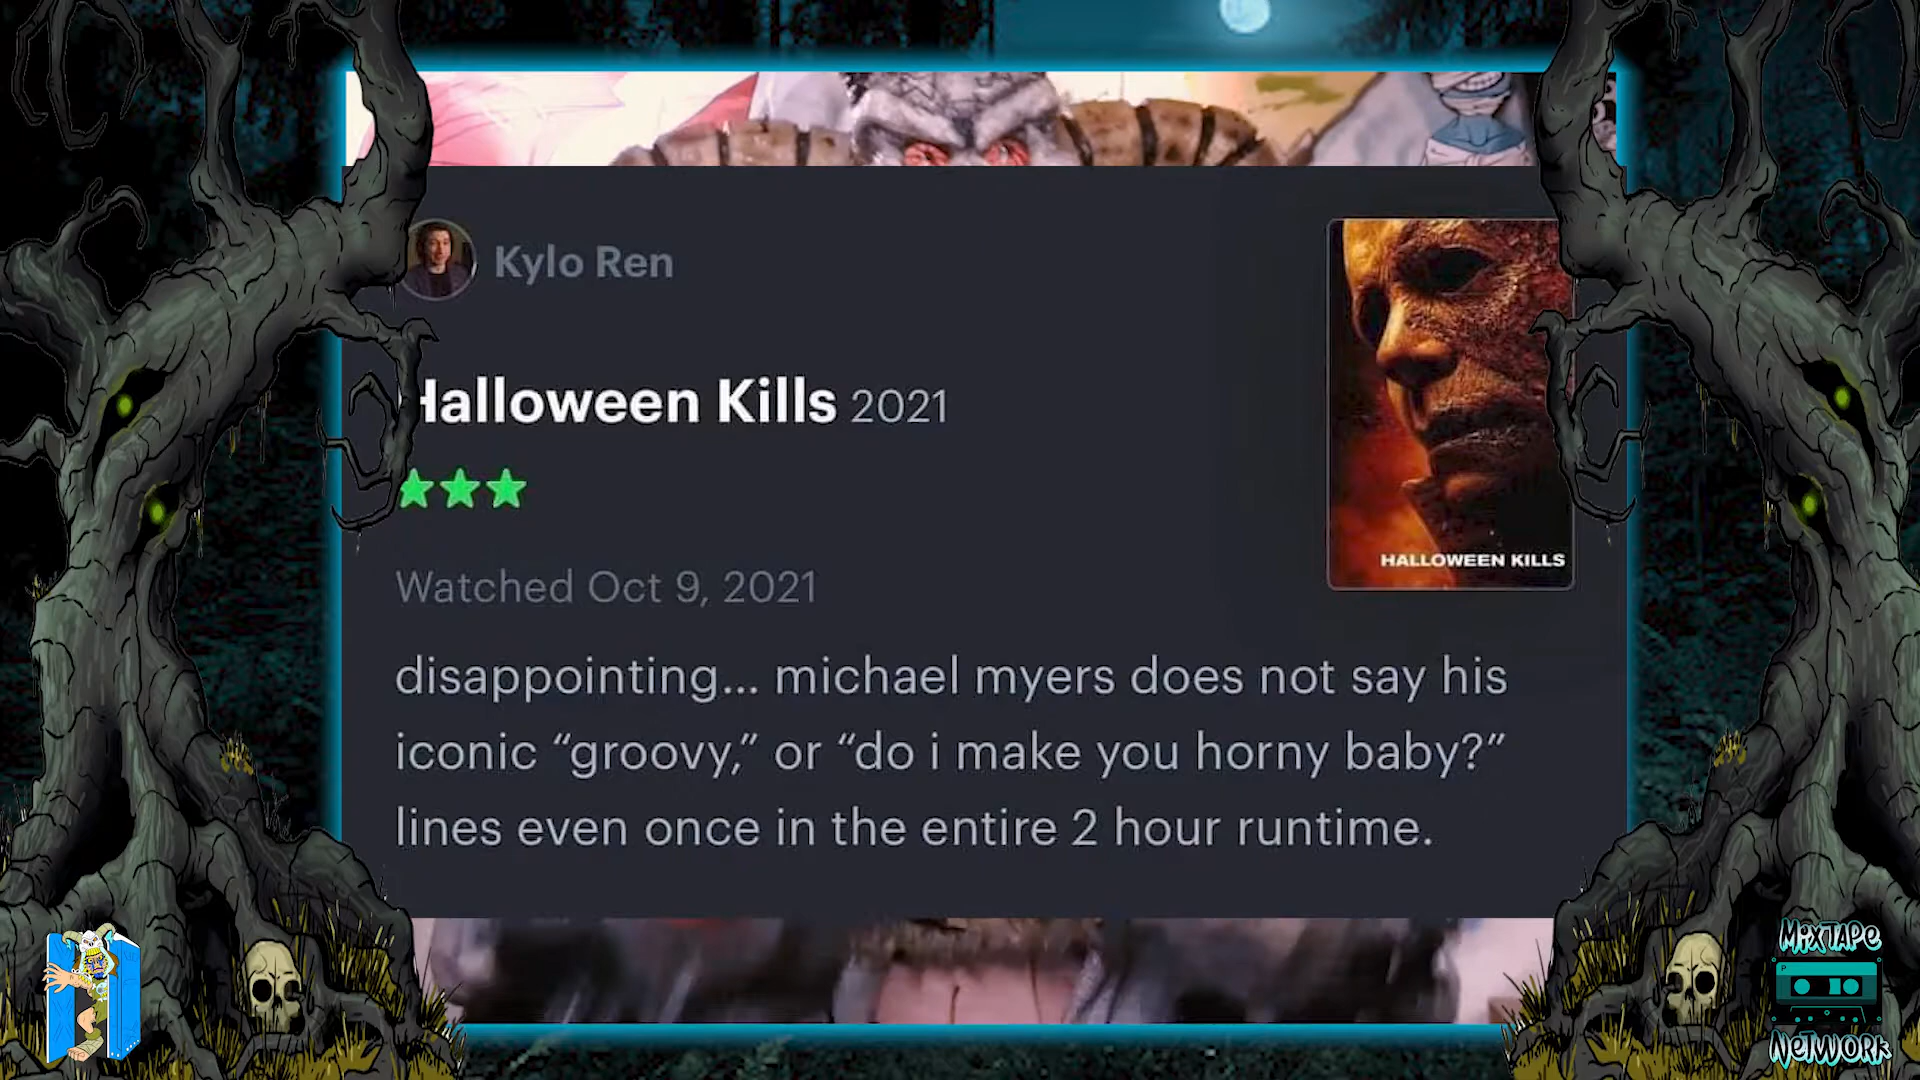 Kylo Ren
Halloween Kills 2021
HALLOWEEN KILLS
Watched Oct 9, 2021
disappointing... michael myers does not say his
iconic “groovy,” or “do i make you horny baby?”
lines even once in the entire 2 hour runtime.
MixTAPe
P
NeTWORk